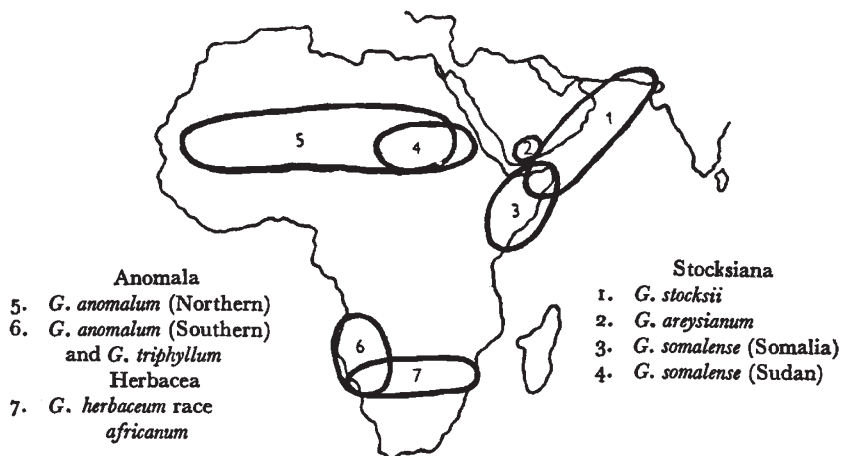 1
2
3
4
5
6
7
Anomala
5. G. anomalum (Northern)
6. G. anomalum (Southern)
and G. triphyllum
Herbacea
7. G. herbaceum race
africanum
Stocksiana
1. G. stocksii
2. G. areysianum
3. G. somalense (Somalia)
4. G. somalense (Sudan)